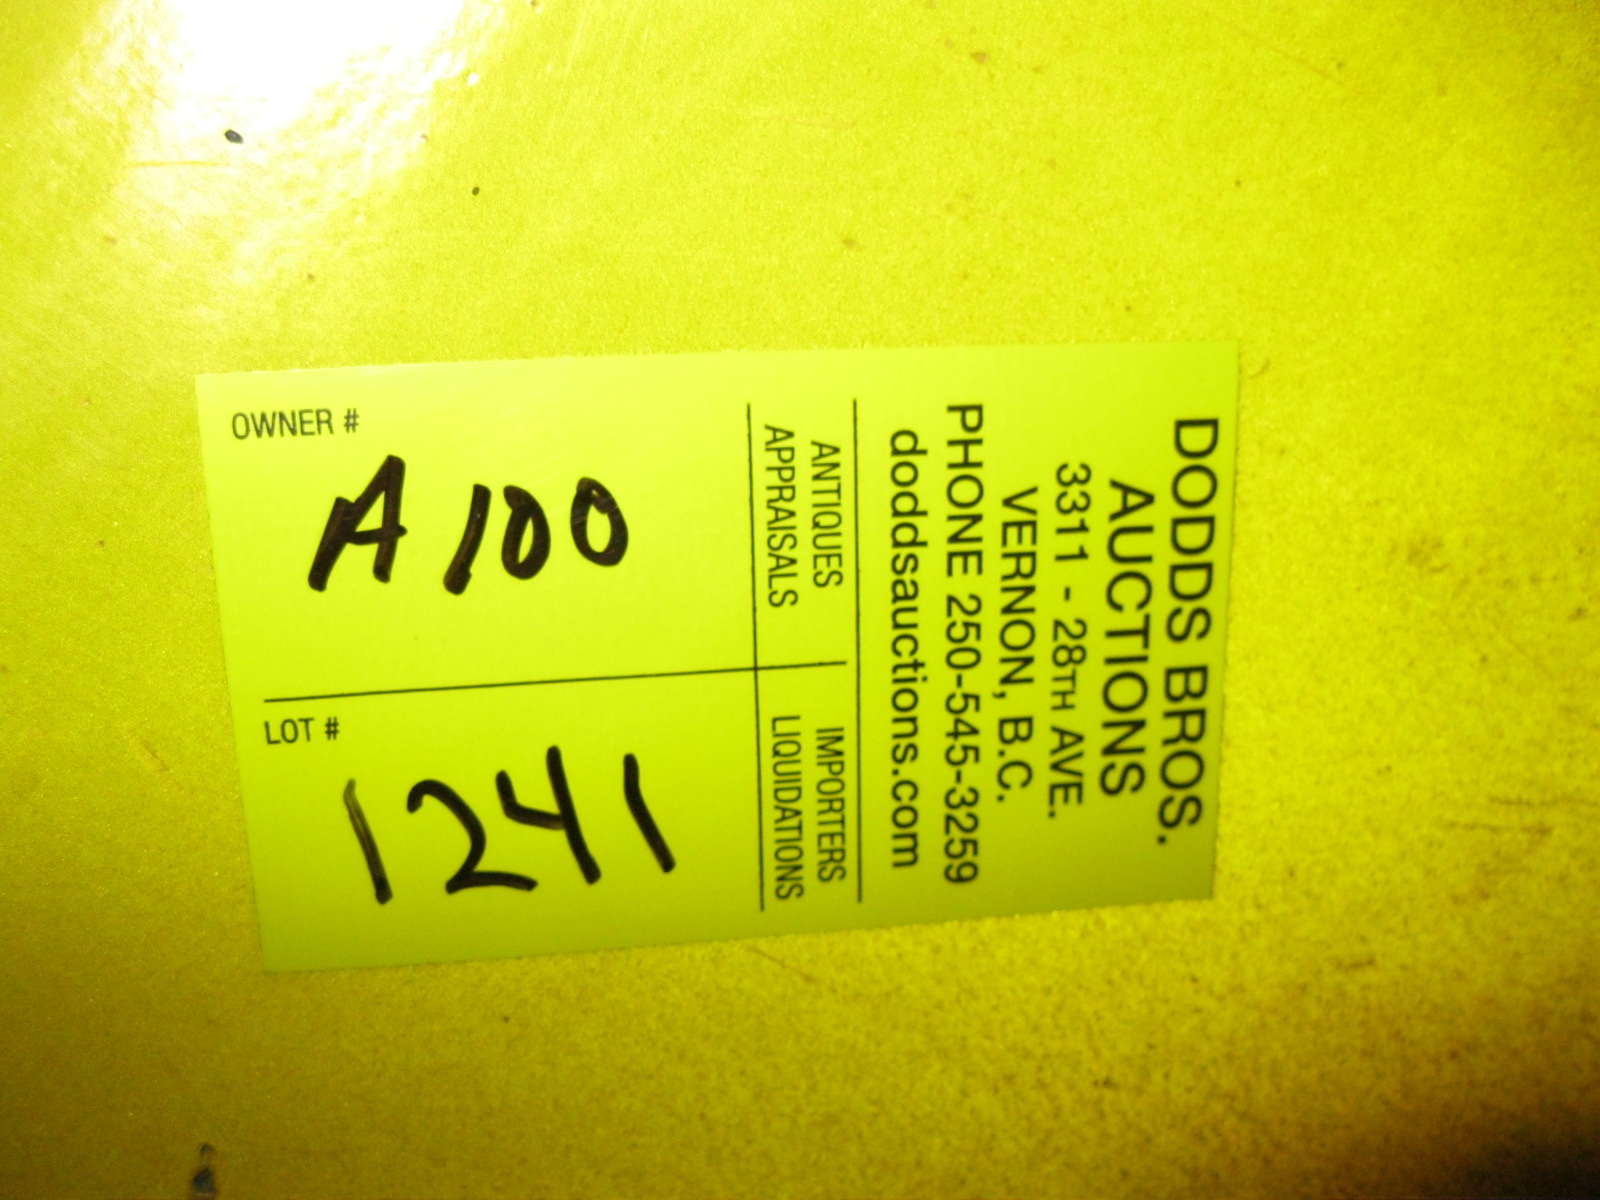 DODDS BROS.
AUCTIONS
3311 - 28TH AVE.
VERNON, B.C.
PHONE 250-545-3259
doddsauctions.com
ANTIQUES IMPORTERS
APPRAISALS LIQUIDATIONS
OWNER #
A100
LOT #
1241